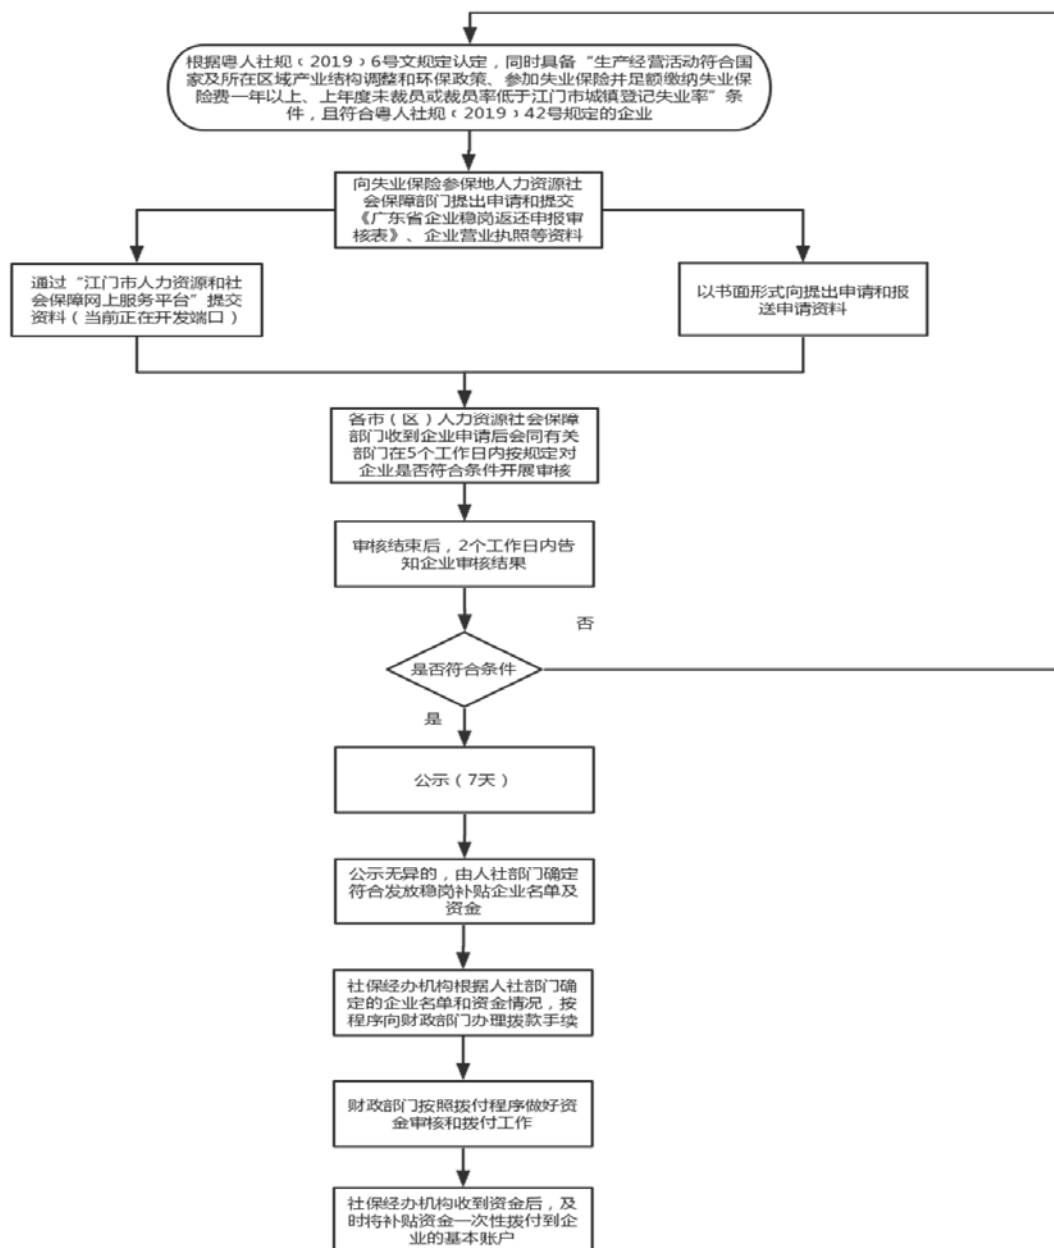 根据粤人社规（2019）6号文规定认定，同时具备“生产经营活动符合国
家及所在区域产业结构调整和环保政策、参加失业保险并足额缴纳失业保
险费一年以上、上年度未裁员或裁员率低于江门市城镇登记失业率”条
件，且符合粤人社规（2019）42号规定的企业
向失业保险参保地人力资源社
会保障部门提出申请和提交
《广东省企业稳岗返还申报审
核表》、企业营业执照等资料
通过“江门市人力资源和社
会保障网上服务平台”提交
资料（当前正在开发端口）
以书面形式向提出申请和报
送申请资料
各市（区）人力资源社会保障
部门收到企业申请后会同有关
部门在5个工作日内按规定对
企业是否符合条件开展审核
审核结束后，2个工作日内告
知企业审核结果
否
是否符合条件
是
公示（7天）
公示无异的，由人社部门确定
符合发放稳岗补贴企业名单及
资金
社保经办机构根据人社部门确
定的企业名单和资金情况，按
程序向财政部门办理拨款手续
财政部门按照拨付程序做好资
金审核和拨付工作
社保经办机构收到资金后，及
时将补贴资金一次性拨付到企
业的基本账户